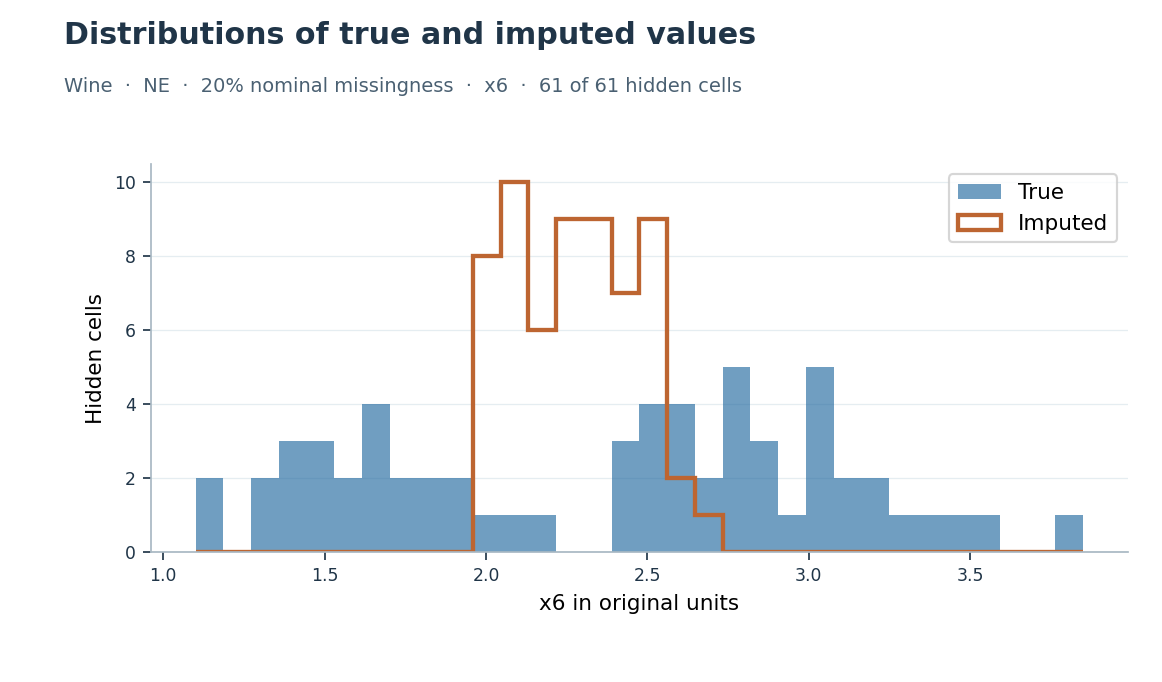 Distributions of true and imputed values
Wine · NE · 20% nominal missingness · x6 · 61 of 61 hidden cells
True
Imputed
Hidden cells
10
8
6
4
2
0
1.0 1.5 2.0 2.5 3.0 3.5
x6 in original units